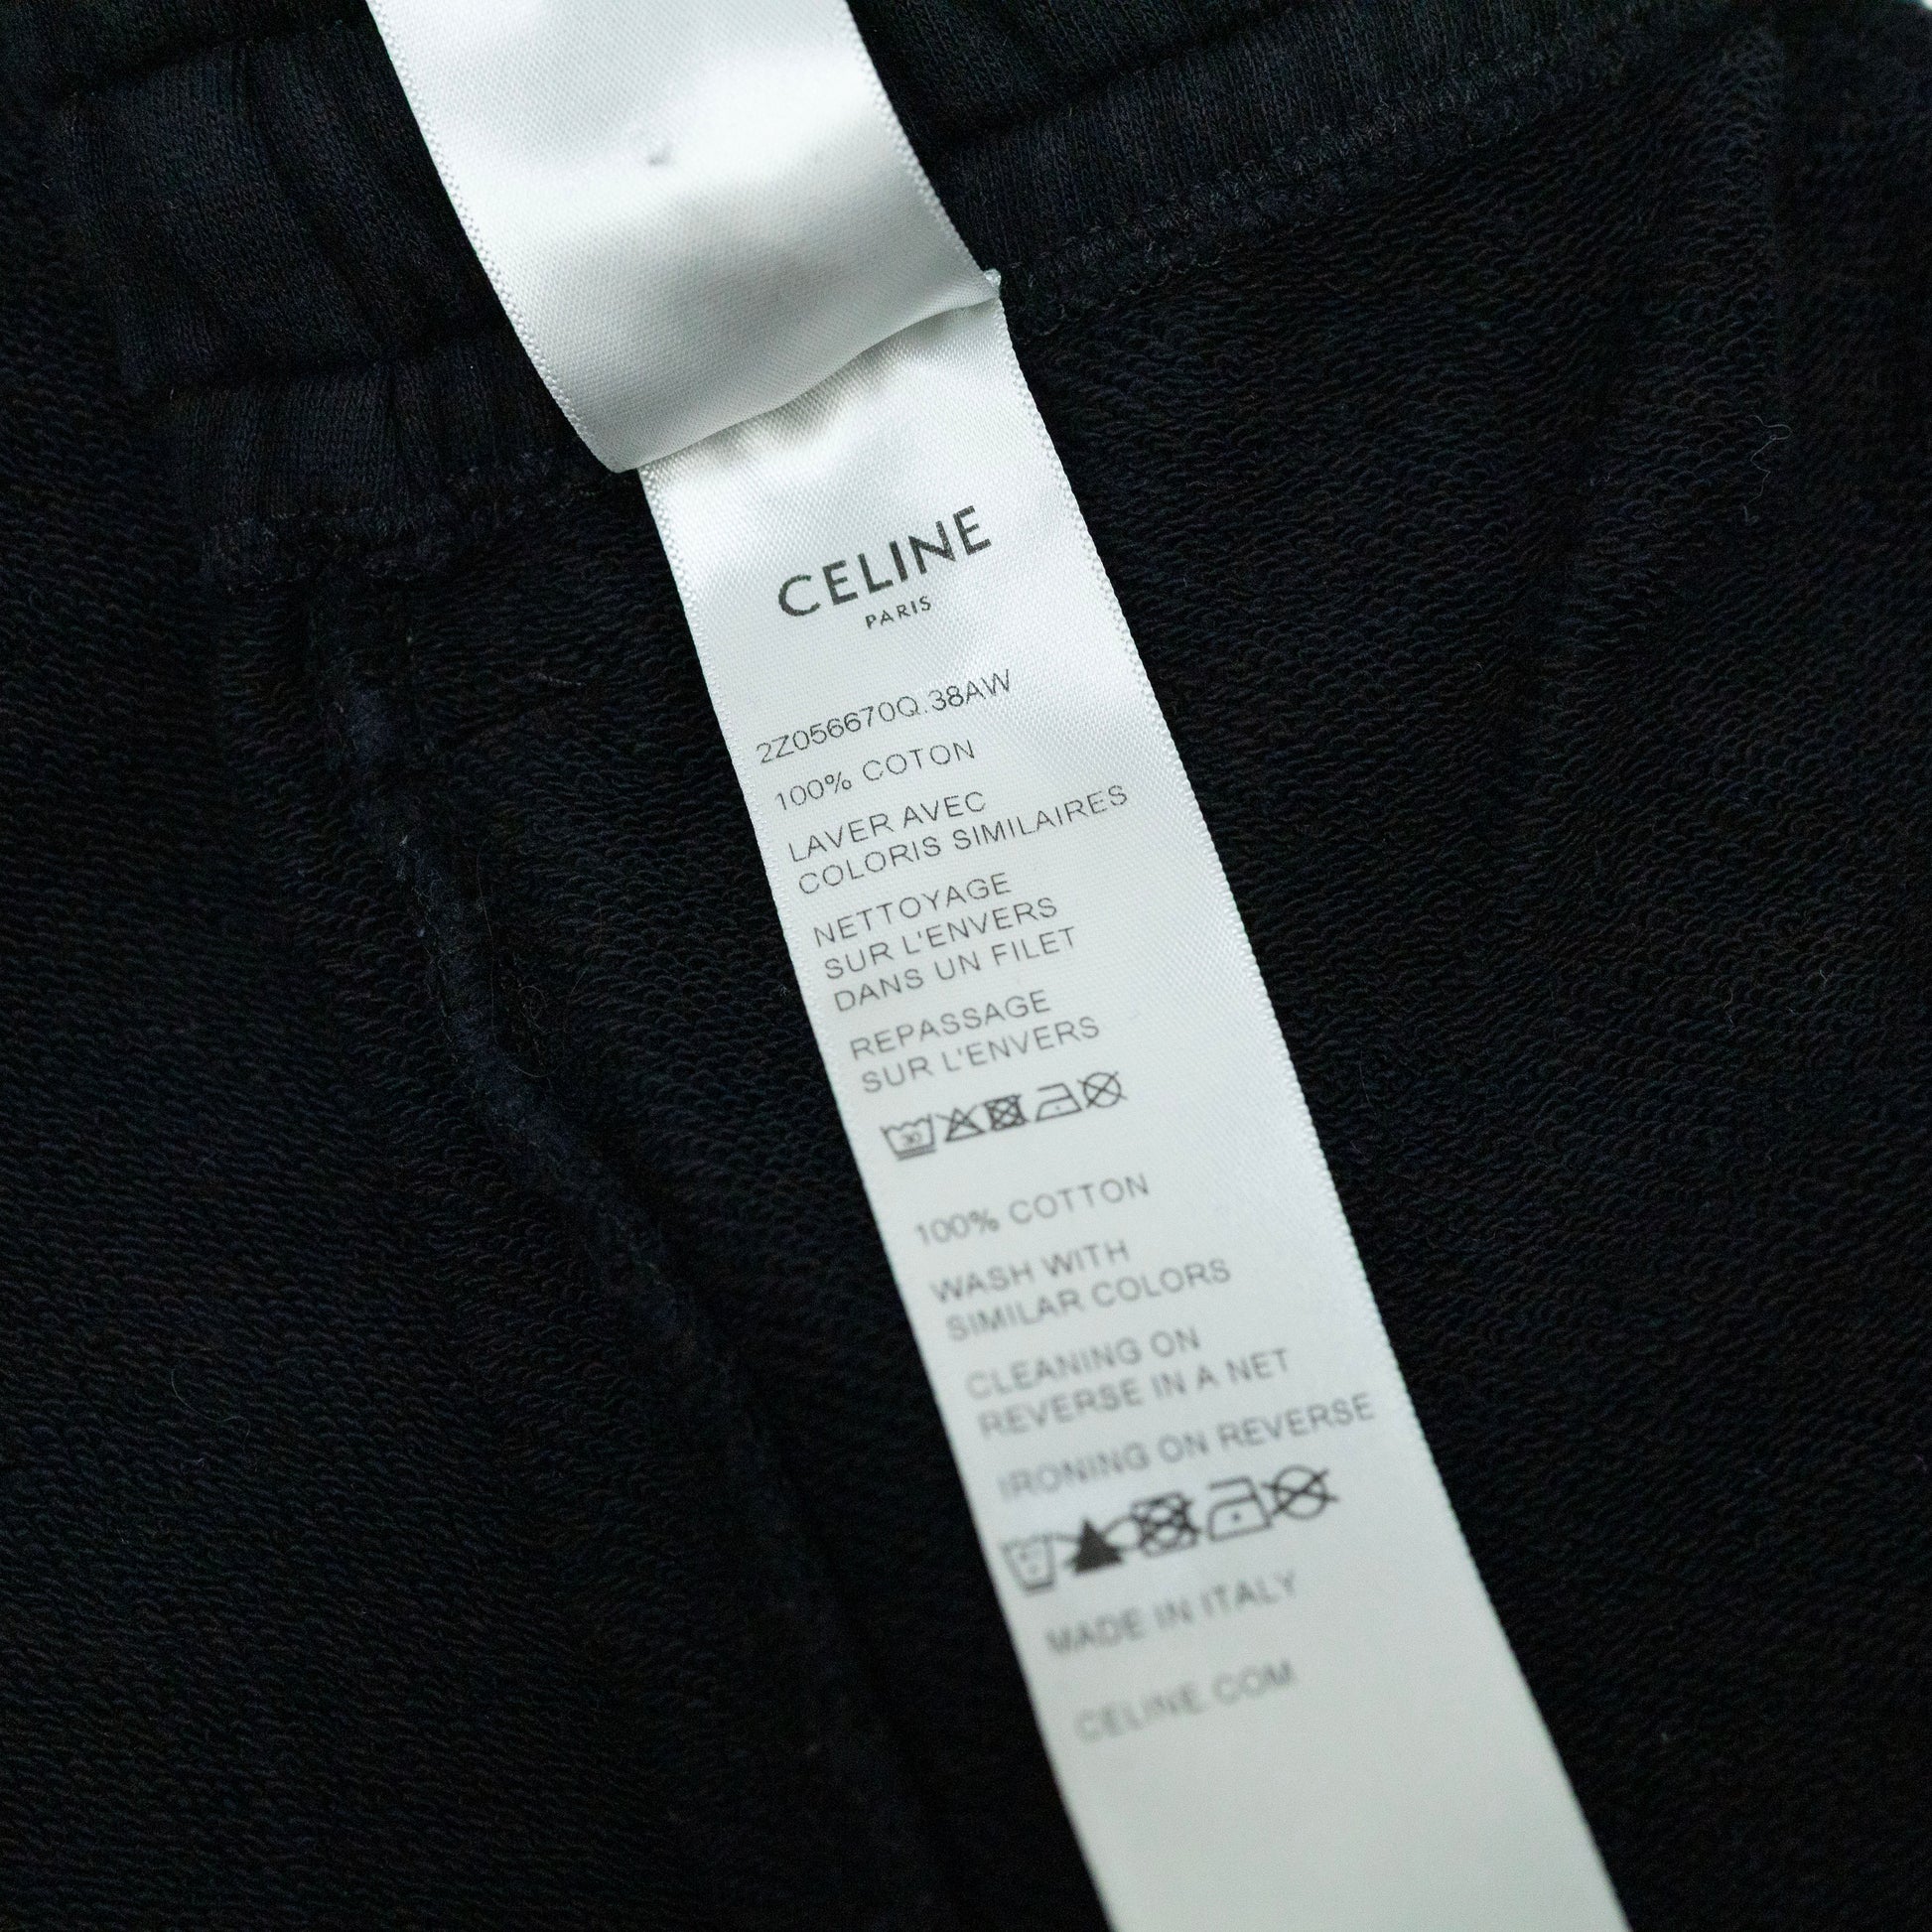 CELINE
PARIS
2Z056670Q.38AW
100% COTON
LAVER AVEC
COLORIS SIMILAIRES
NETTOYAGE
SUR L'ENVERS
DANS UN FILET
REPASSAGE
SUR L'ENVERS
30
100% COTTON
WASH WITH
SIMILAR COLORS
CLEANING ON
REVERSE IN A NET
IRONING ON REVERSE
MADE IN ITALY
CELINE.COM